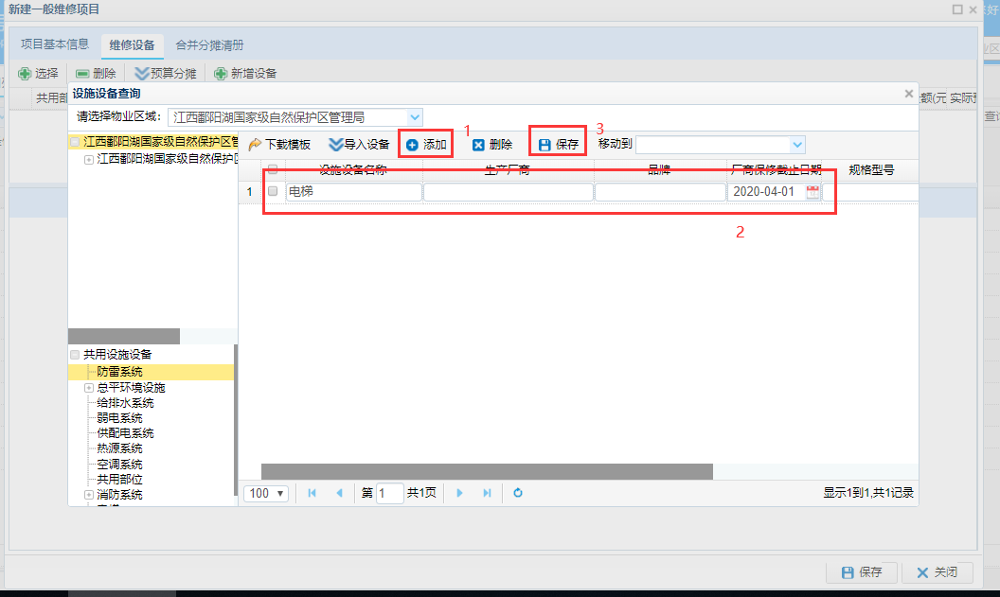 新建一般维修项目
项目基本信息 维修设备 合并分摊清册
选择 删除 预算分摊 新增设备
共用部
金额(元 实际预
设施设备查询
请选择物业区域: 江西鄱阳湖国家级自然保护区管理局
江西鄱阳湖国家级自然保护区管
江西鄱阳湖国家级自然保护区
下载模板 导入设备 添加 1 删除 保存 3 移动到
设施设备名称 生产厂商 品牌 厂商保修截止日期 规格型号
1 电梯 2020-04-01
2
共用设施设备
防雷系统
总平环境设施
给排水系统
弱电系统
供配电系统
热源系统
空调系统
共用部位
消防系统
100 第 1 共1页 显示1到1,共1记录
保存 关闭